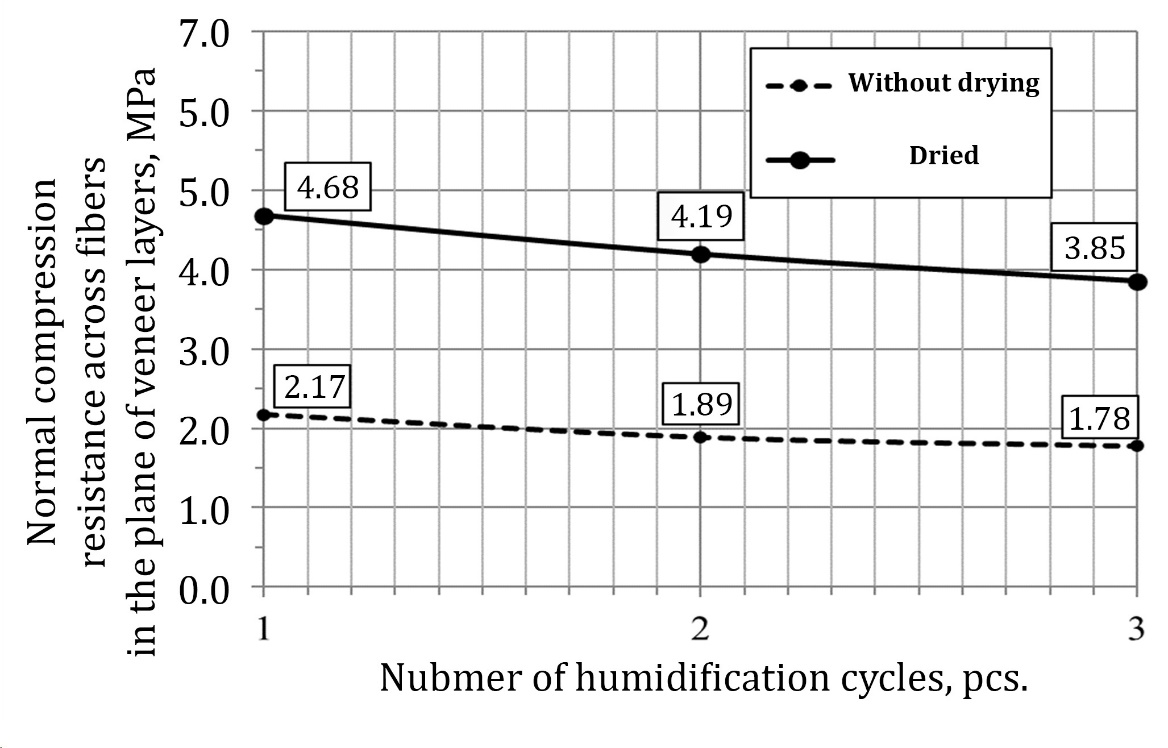 Normal compression
resistance across fibers
in the plane of veneer layers, MPa
7.0
5.0
5.0
4.0
3.0
2.0
1.0
0.0
Without drying
Dried
4.68
4.19
3.85
2.17
1.89
1.78
1
2
3
Nubmer of humidification cycles, pcs.